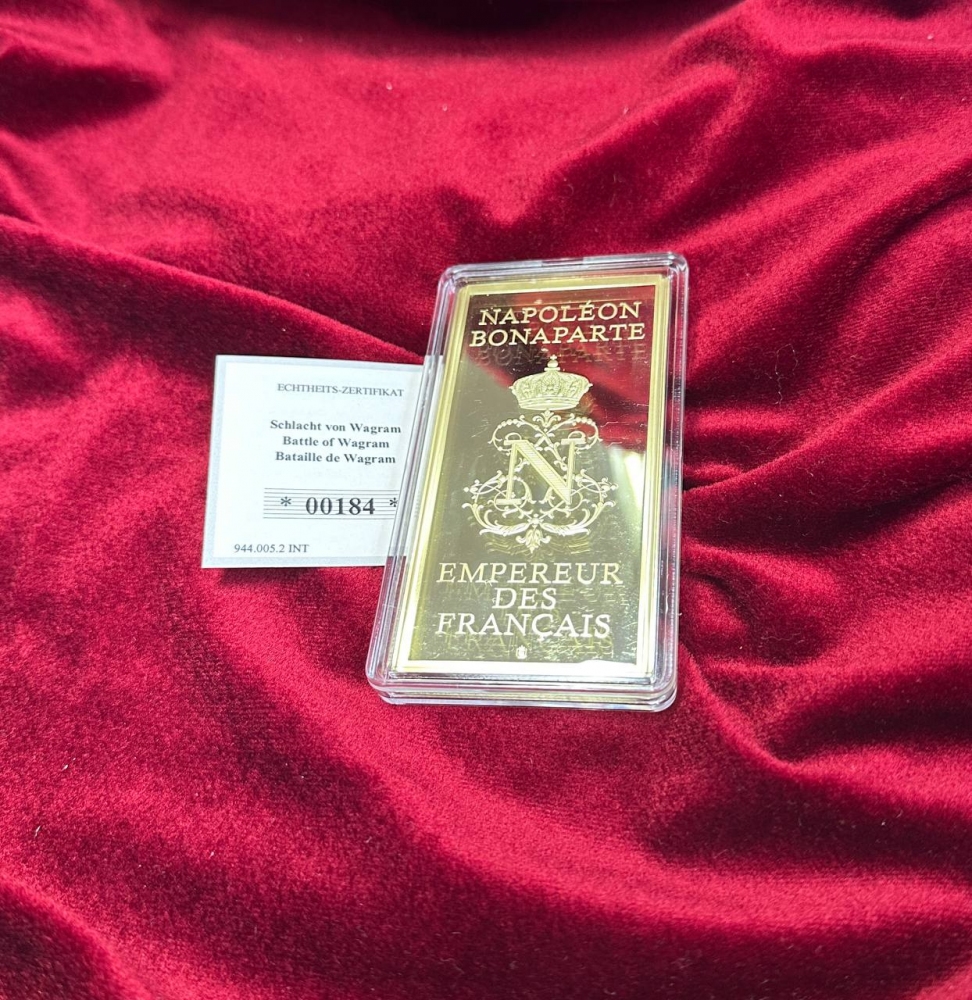 ECHTHEITS-ZERTIFIKAT
Schlacht von Wagram
Battle of Wagram
Bataille de Wagram
* 00184 *
944.005.2 INT
NAPOLÉON
BONAPARTE
N
EMPEREUR
DES
FRANÇAIS